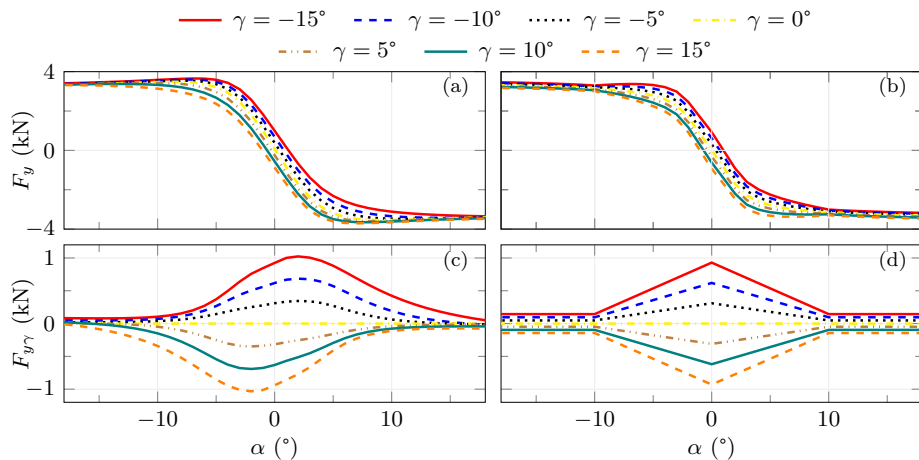 γ = −15° γ = −10° γ = −5° γ = 0°
γ = 5° γ = 10° γ = 15°
4
0
−4
F_y (kN)
(a)
(b)
1
0
−1
F_yγ (kN)
(c)
(d)
−10 0 10
−10 0 10
α (°)
α (°)